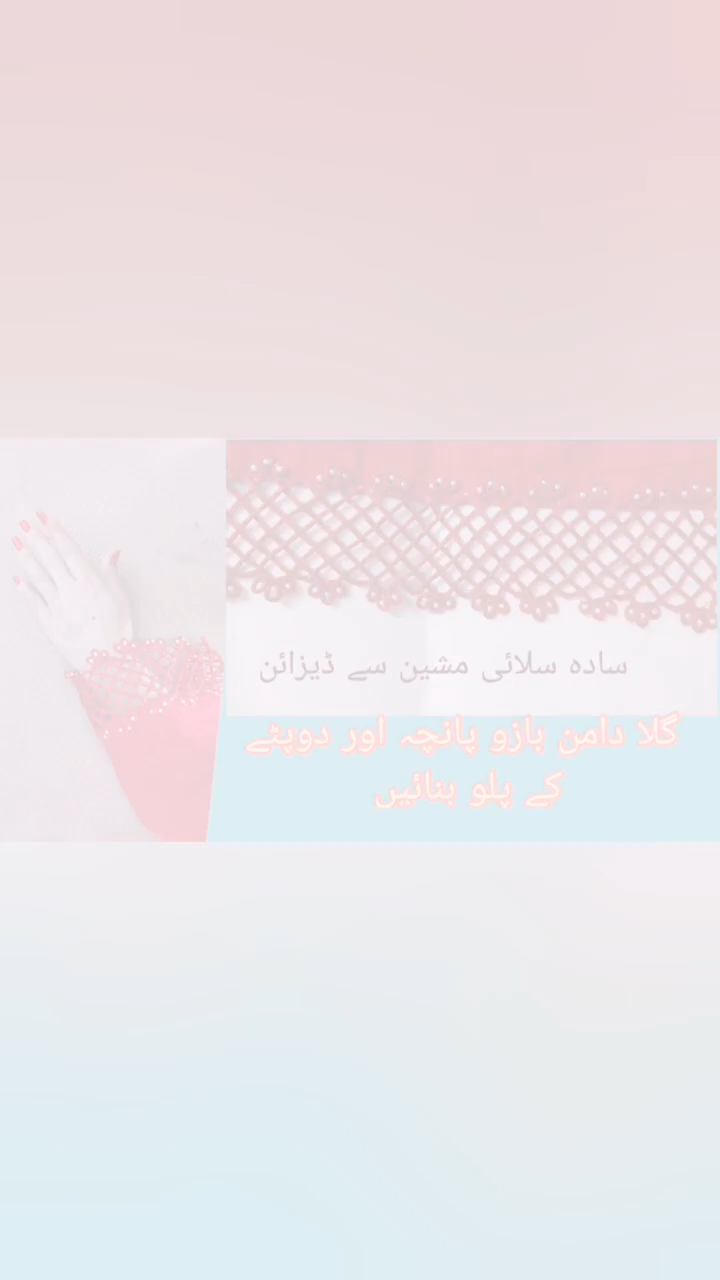 سادہ سلائی مشین سے ڈیزائن
گلا دامن بازو پانچہ اور دوپٹے
کے پلو بنائیں